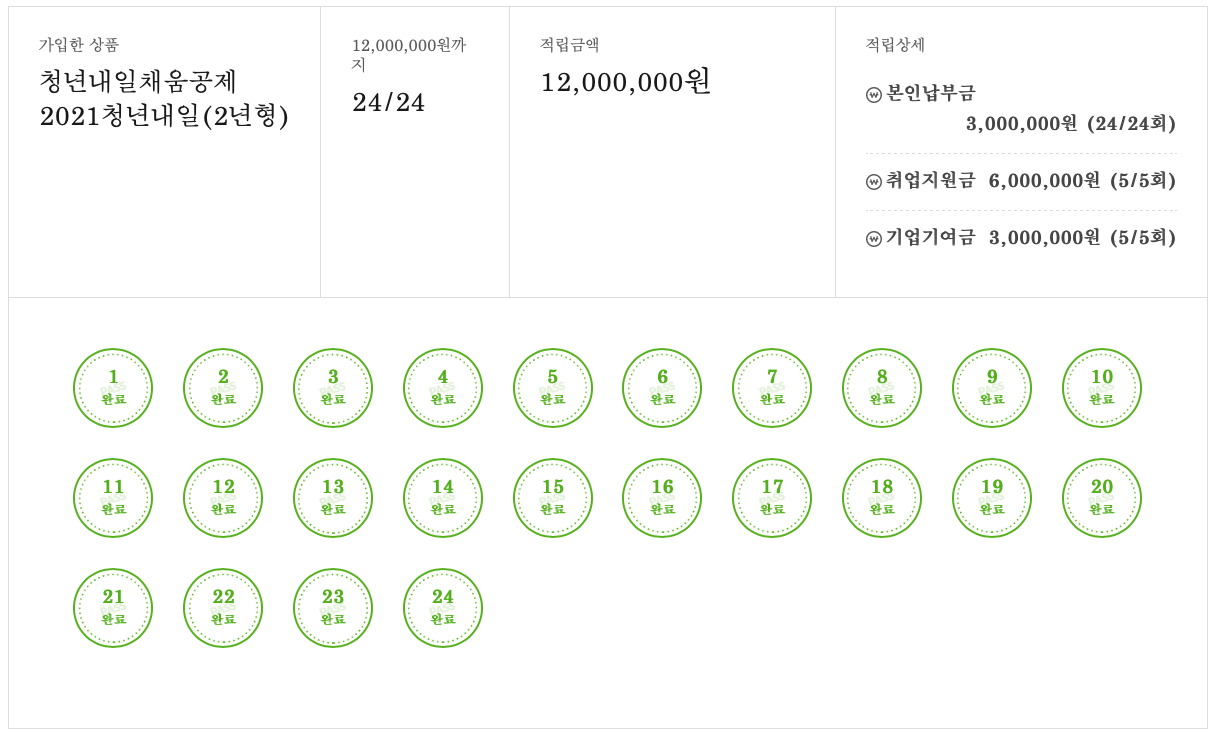 가입한 상품
청년내일채움공제
2021청년내일(2년형)
12,000,000원까
지
24/24
적립금액
12,000,000원
적립상세
₩ 본인납부금
3,000,000원 (24/24회)
₩ 취업지원금 6,000,000원 (5/5회)
₩ 기업기여금 3,000,000원 (5/5회)
1 2 3 4 5 6 7 8 9 10
PASS PASS PASS PASS PASS PASS PASS PASS PASS PASS
완료 완료 완료 완료 완료 완료 완료 완료 완료 완료
11 12 13 14 15 16 17 18 19 20
PASS PASS PASS PASS PASS PASS PASS PASS PASS PASS
완료 완료 완료 완료 완료 완료 완료 완료 완료 완료
21 22 23 24
PASS PASS PASS PASS
완료 완료 완료 완료